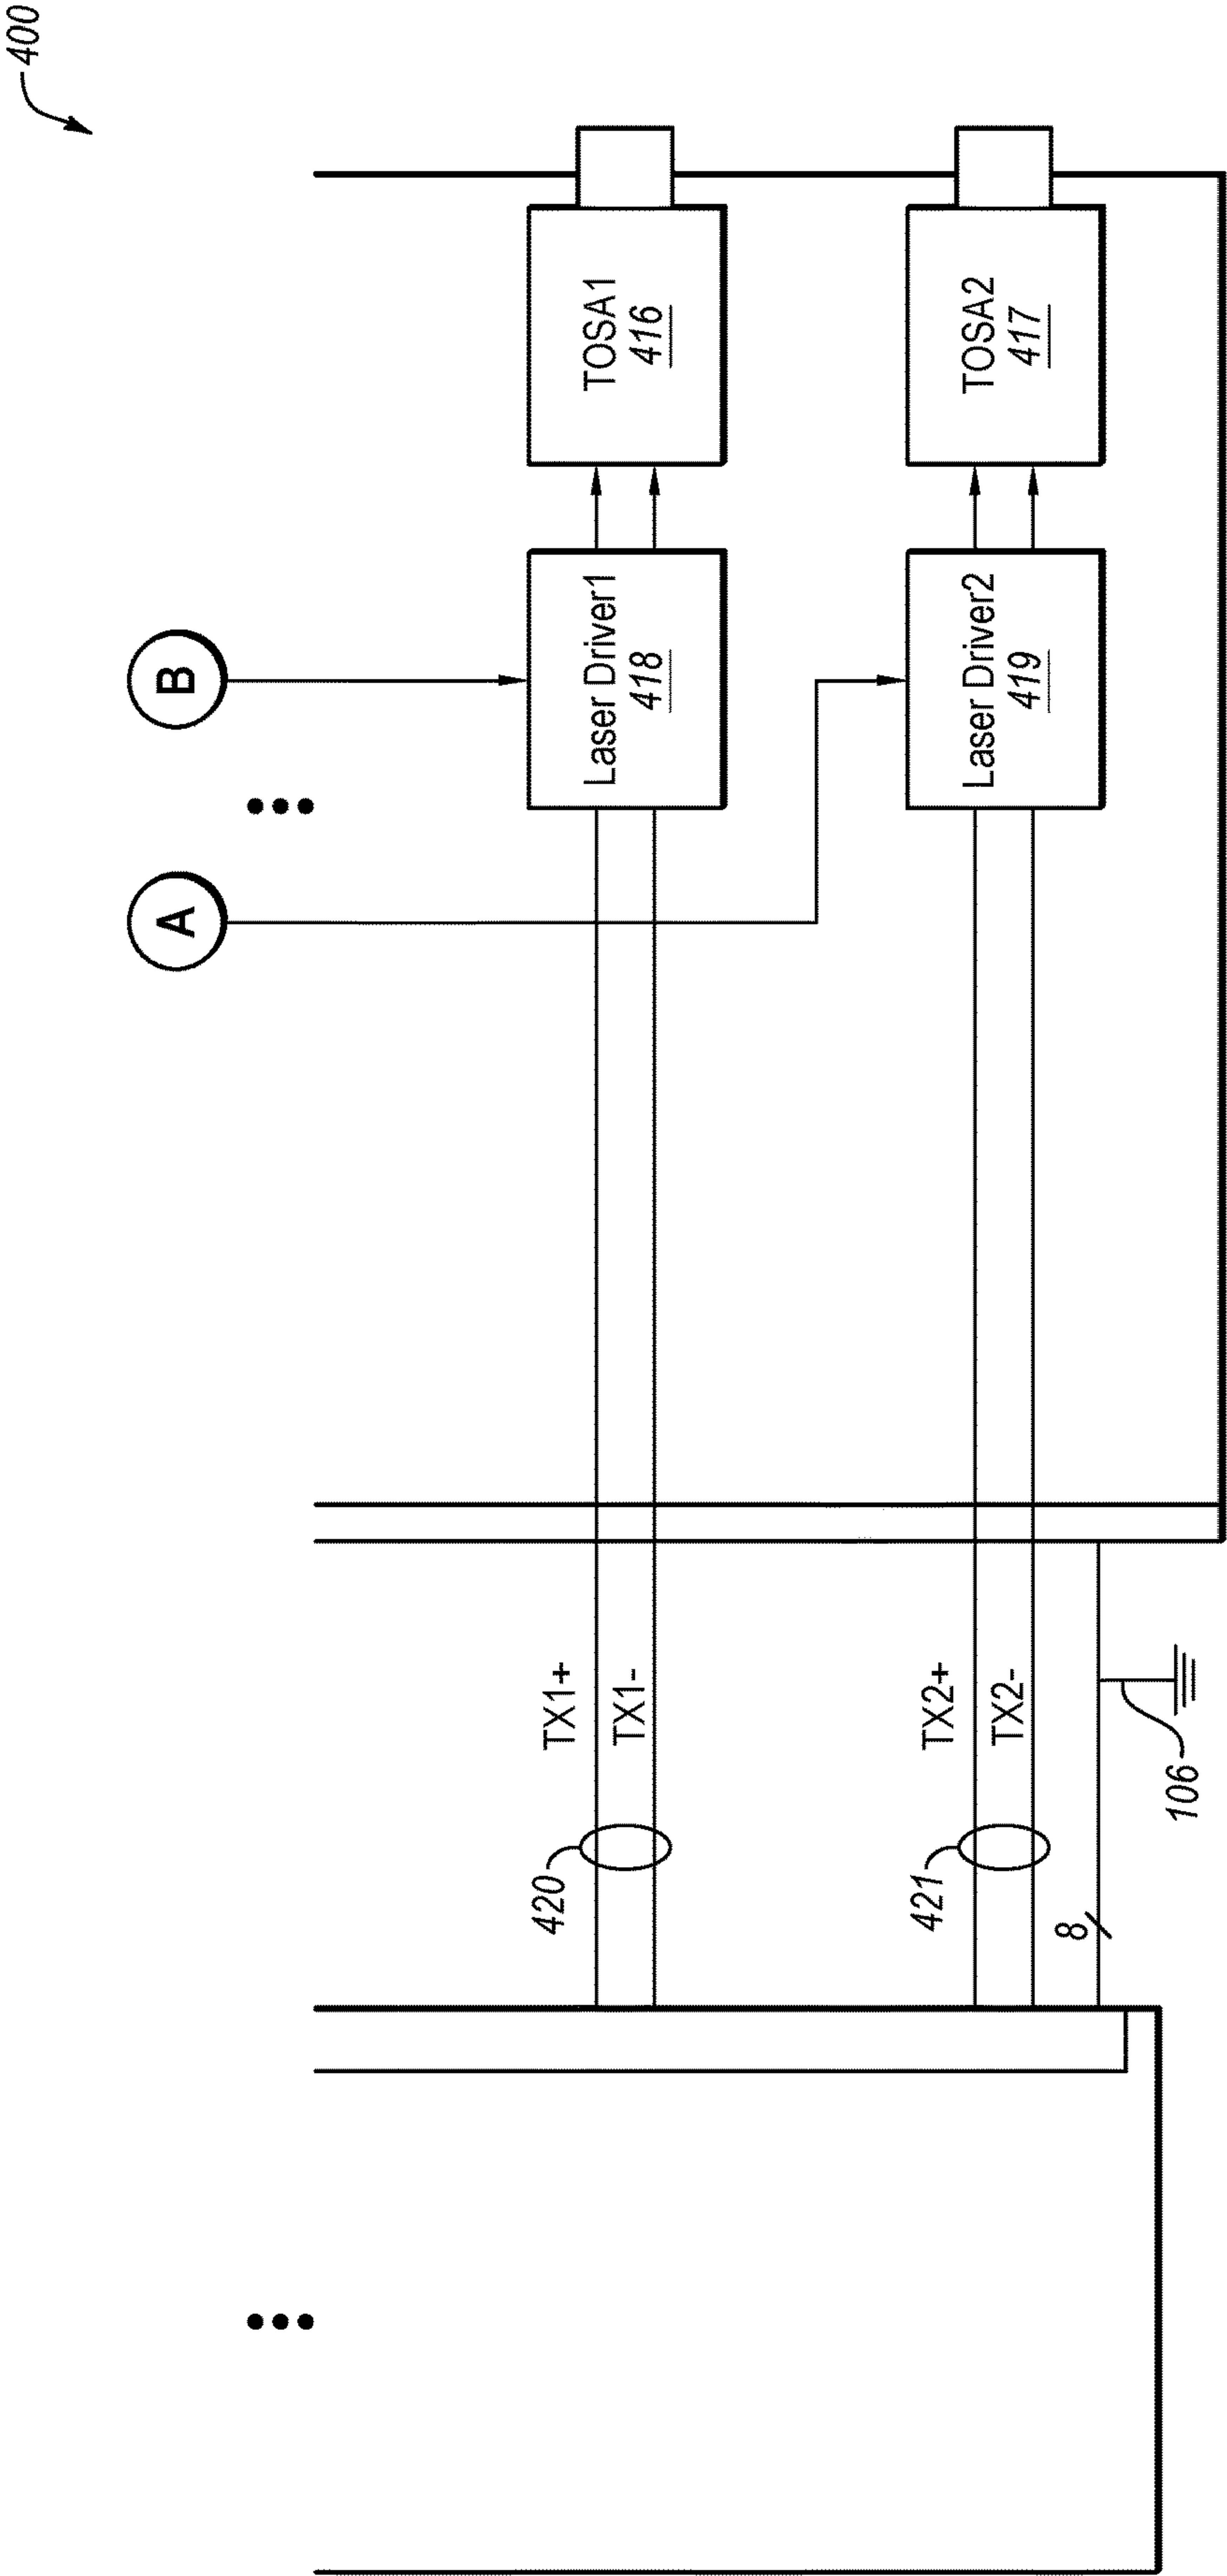 400
B
A
TOSA1
416
Laser Driver1
418
TX1+
TX1-
420
TOSA2
417
Laser Driver2
419
TX2+
TX2-
421
8
106